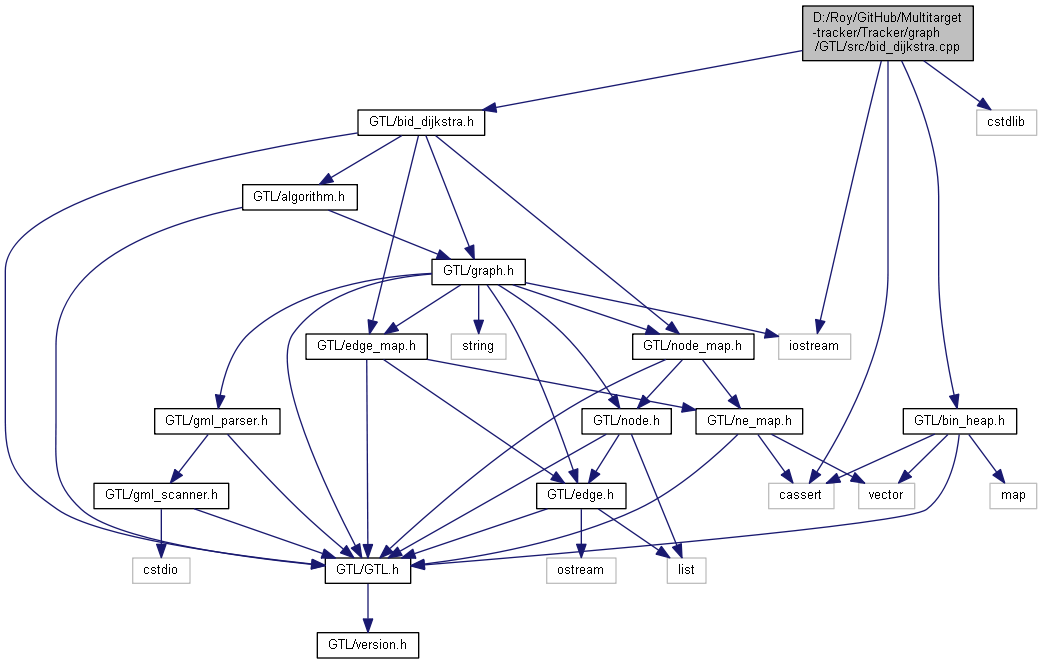 D:/Roy/GitHub/Multitarget
-tracker/Tracker/graph
/GTL/src/bid_dijkstra.cpp
GTL/bid_dijkstra.h
cstdlib
GTL/algorithm.h
GTL/graph.h
GTL/edge_map.h
string
GTL/node_map.h
iostream
GTL/gml_parser.h
GTL/node.h
GTL/ne_map.h
GTL/bin_heap.h
GTL/gml_scanner.h
GTL/edge.h
cassert
vector
map
cstdio
GTL/GTL.h
ostream
list
GTL/version.h